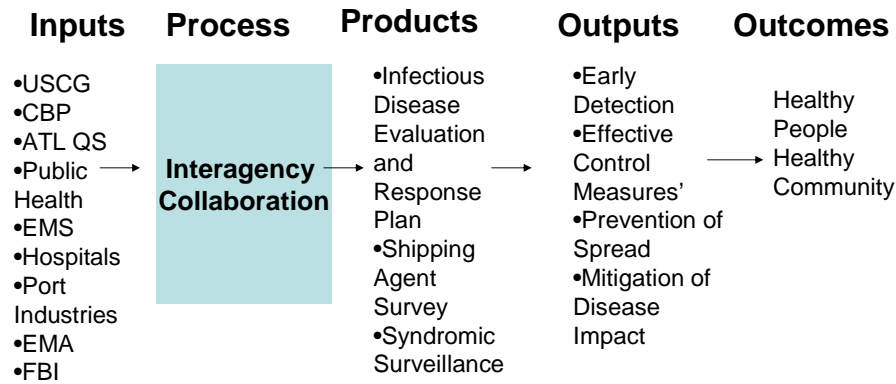 Inputs
•USCG
•CBP
•ATL QS
•Public
Health
•EMS
•Hospitals
•Port
Industries
•EMA
•FBI
Process
Interagency
Collaboration
Products
•Infectious
Disease
Evaluation
and
Response
Plan
•Shipping
Agent
Survey
•Syndromic
Surveillance
Outputs
•Early
Detection
•Effective
Control
Measures’
•Prevention of
Spread
•Mitigation of
Disease
Impact
Outcomes
Healthy
People
Healthy
Community